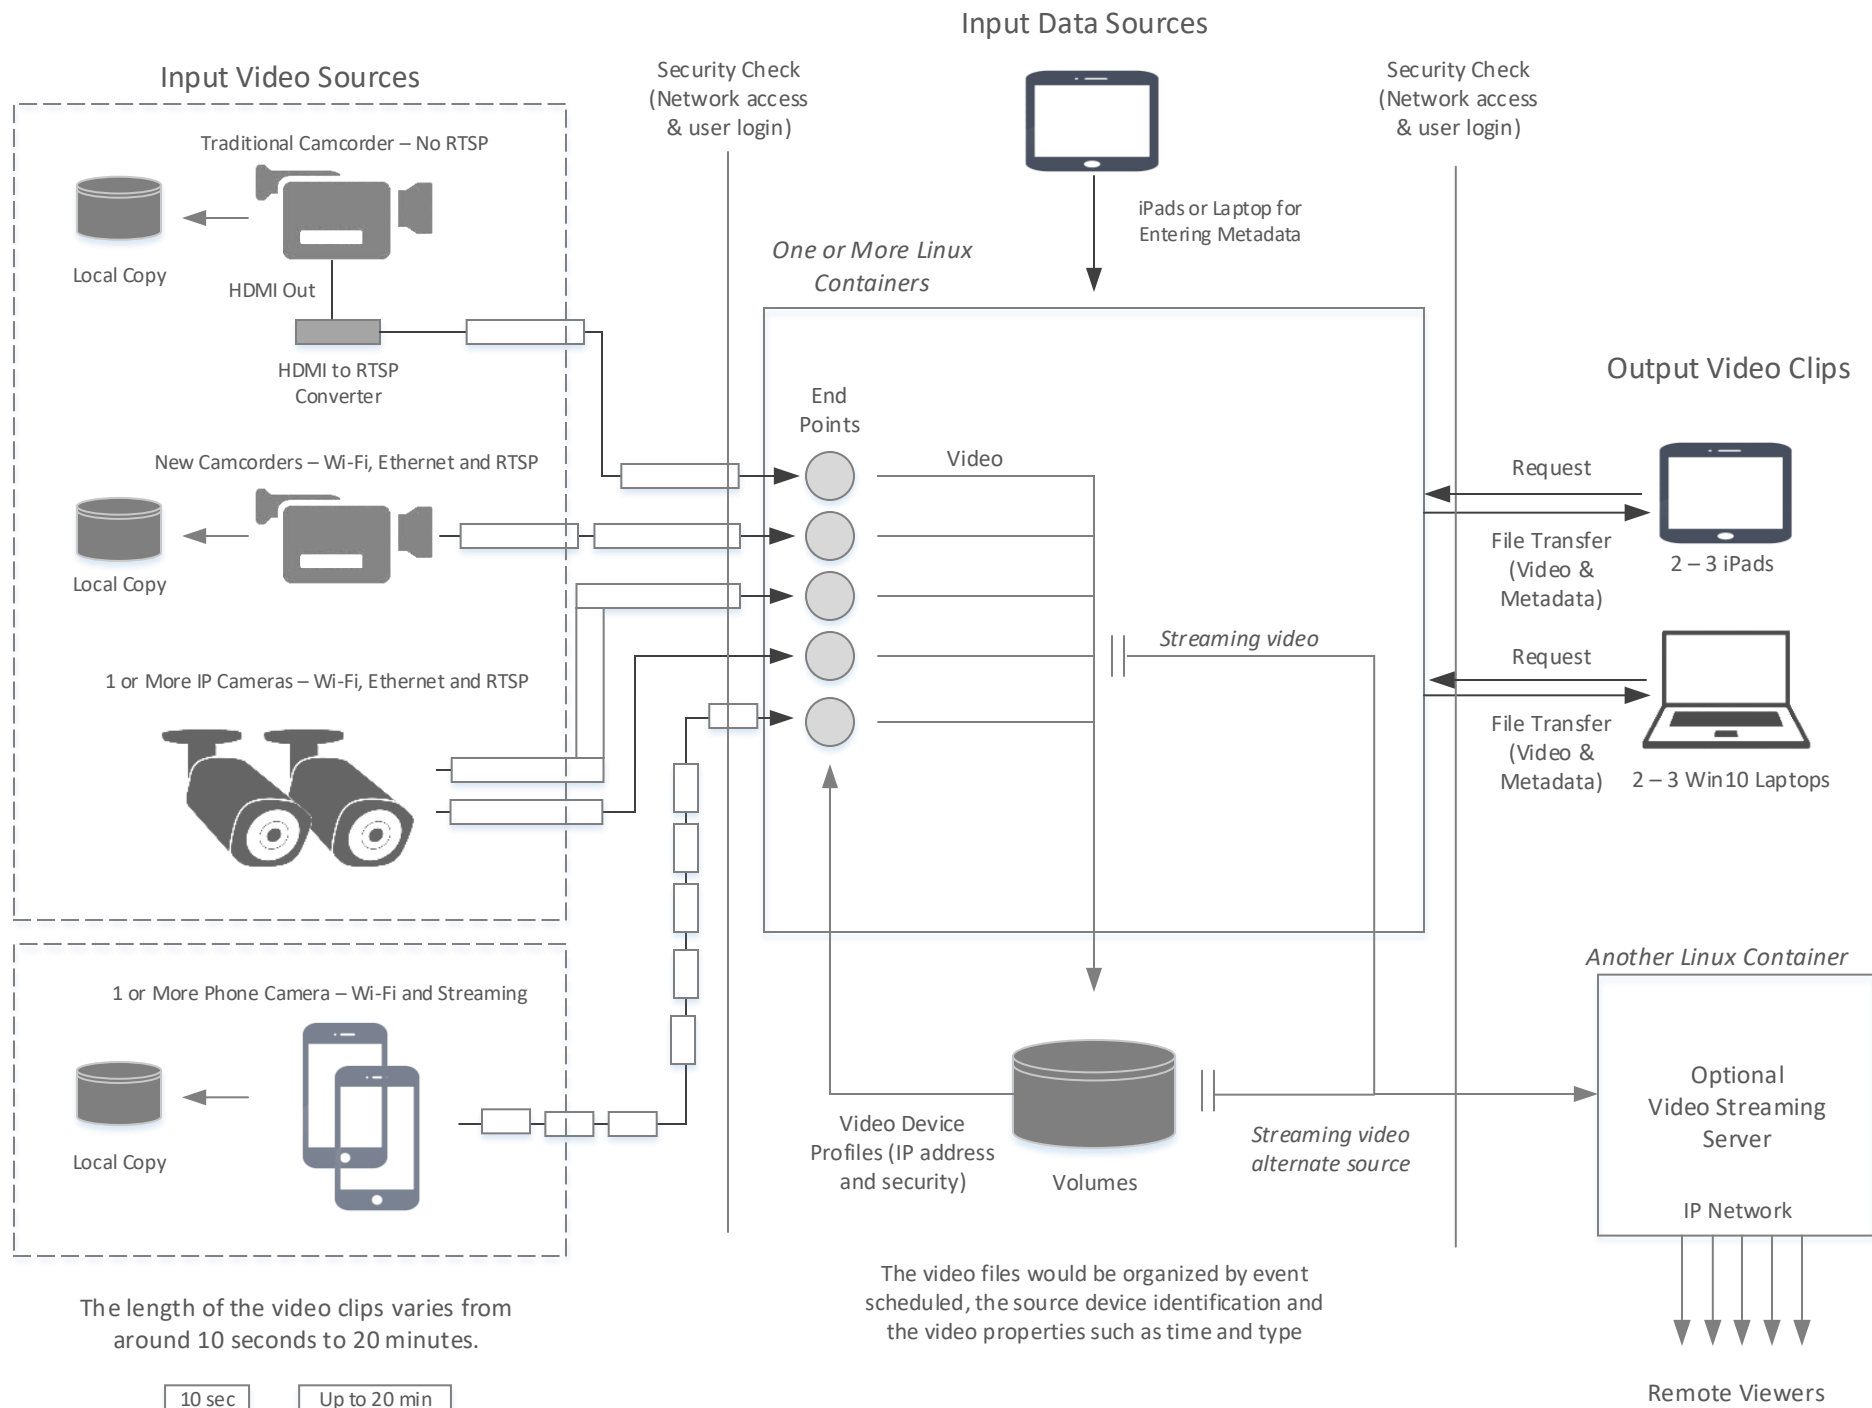 Input Data Sources
Input Video Sources
Security Check
(Network access
& user login)
Security Check
(Network access
& user login)
Traditional Camcorder – No RTSP
Local Copy
HDMI Out
HDMI to RTSP
Converter
iPads or Laptop for
Entering Metadata
One or More Linux
Containers
Output Video Clips
End
Points
Video
New Camcorders – Wi-Fi, Ethernet and RTSP
Local Copy
Request
File Transfer
(Video &
Metadata)
2 – 3 iPads
Streaming video
1 or More IP Cameras – Wi-Fi, Ethernet and RTSP
Request
File Transfer
(Video &
Metadata)
2 – 3 Win10 Laptops
Another Linux Container
1 or More Phone Camera – Wi-Fi and Streaming
Local Copy
Video Device
Profiles (IP address
and security)
Volumes
Streaming video
alternate source
Optional
Video Streaming
Server
IP Network
The video files would be organized by event
scheduled, the source device identification and
the video properties such as time and type
The length of the video clips varies from
around 10 seconds to 20 minutes.
10 sec
Up to 20 min
Remote Viewers